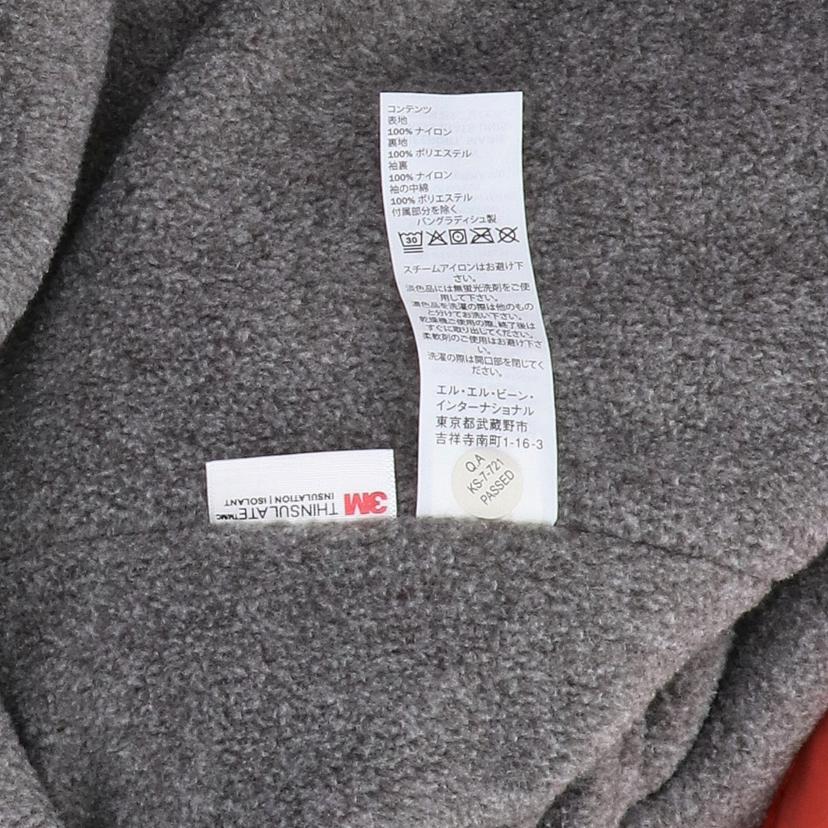 コンテンツ
表地
100% ナイロン
裏地
100% ポリエステル
袖裏
100% ナイロン
袖の中綿
100% ポリエステル
付属部分を除く
バングラディシュ製
30
スチームアイロンはお避け下
さい。
淡色品には無蛍光洗剤をご使
用して下さい。
濃色品を洗濯の際は他のもの
と分けてお洗い下さい。
乾燥機ご使用の際、終了後は
すぐに取り出してください。
柔軟剤のご使用はお避け下さ
い。
洗濯の際は開口部を閉じてく
ださい。
エル・エル・ビーン・
インターナショナル
東京都武蔵野市
吉祥寺南町1-16-3
Q.A
KS-7-721
PASSED
3M
THINSULATE TM/MC
INSULATION | ISOLANT